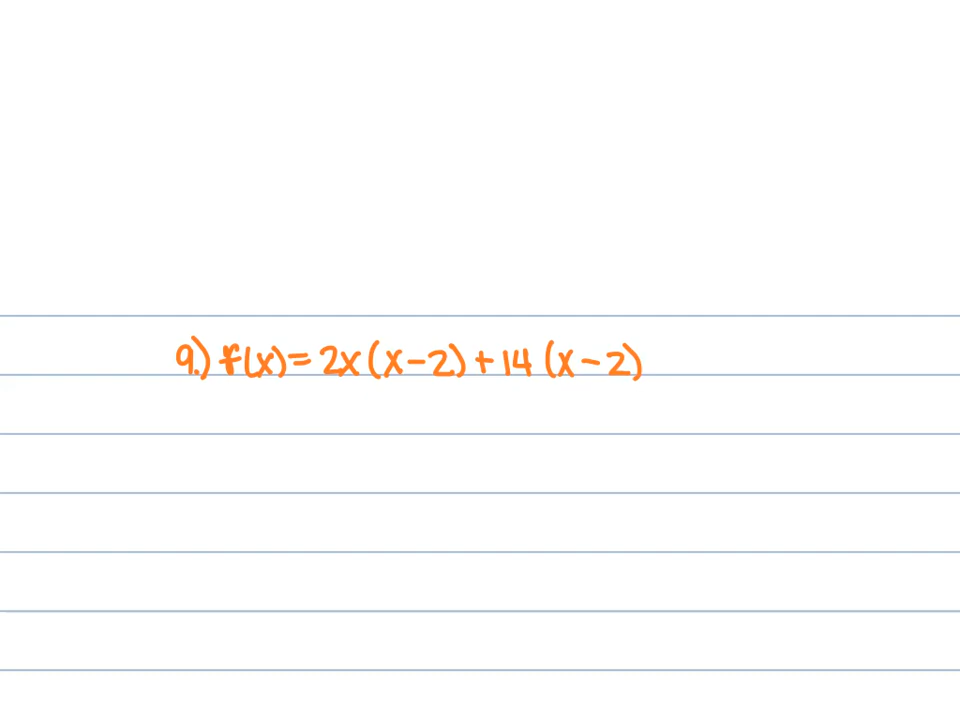 9.) f(x) = 2x (x-2) + 14 (x-2)